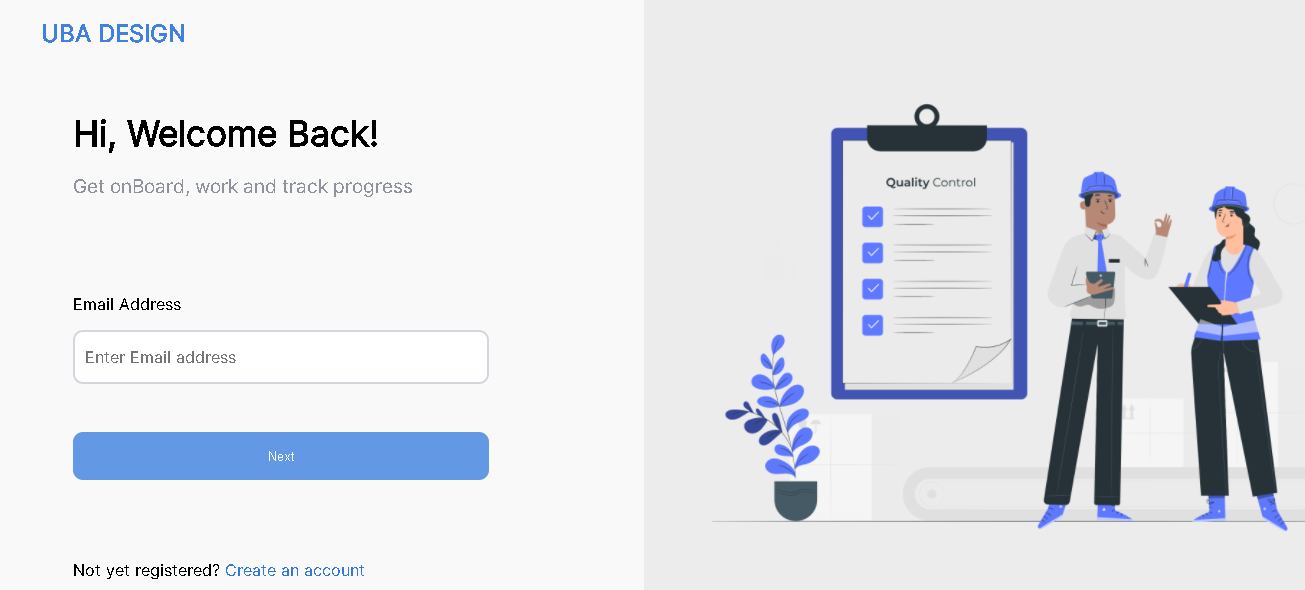 UBA DESIGN
Hi, Welcome Back!
Get onBoard, work and track progress
Email Address
Enter Email address
Next
Not yet registered? Create an account
Quality Control